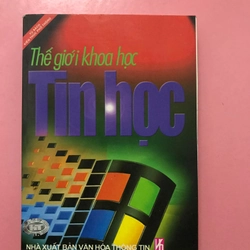 Thế giới khoa học
Tin học
NHÀ XUẤT BẢN VĂN HÓA THÔNG TIN